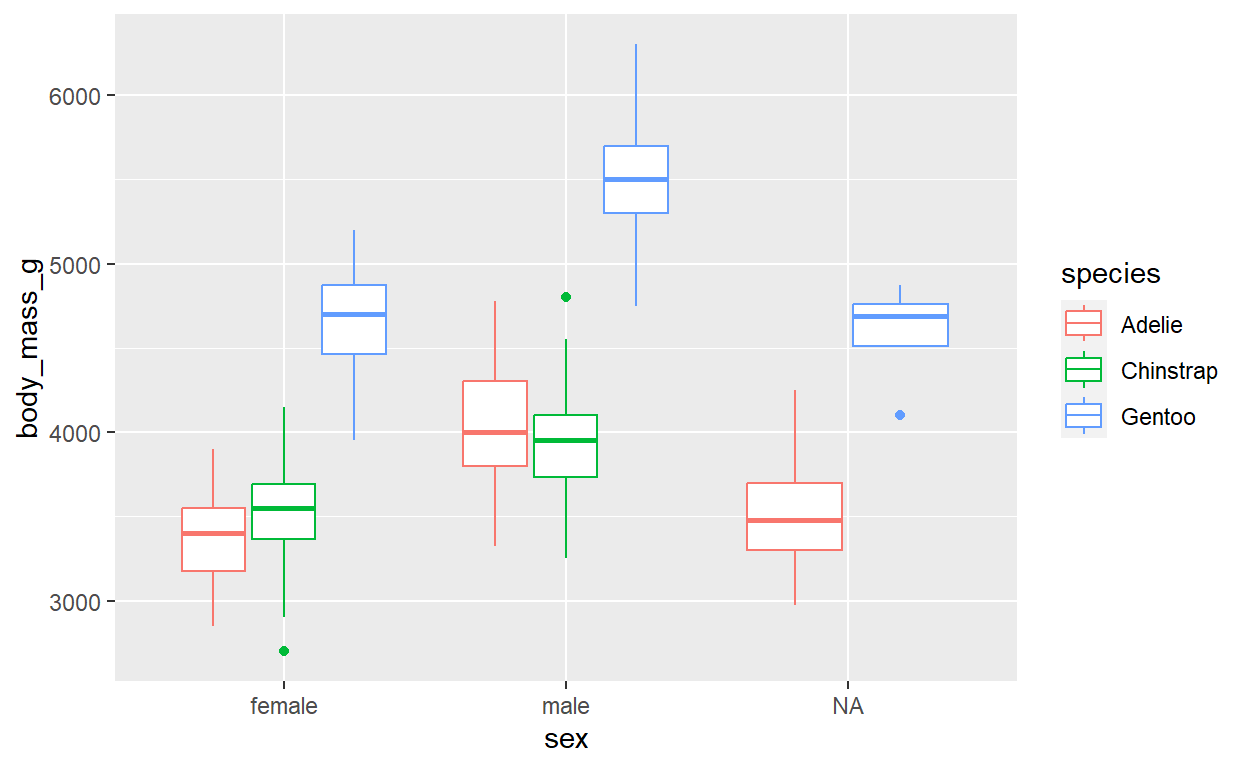 6000
5000
4000
3000
body_mass_g
female
male
NA
sex
species
Adelie
Chinstrap
Gentoo